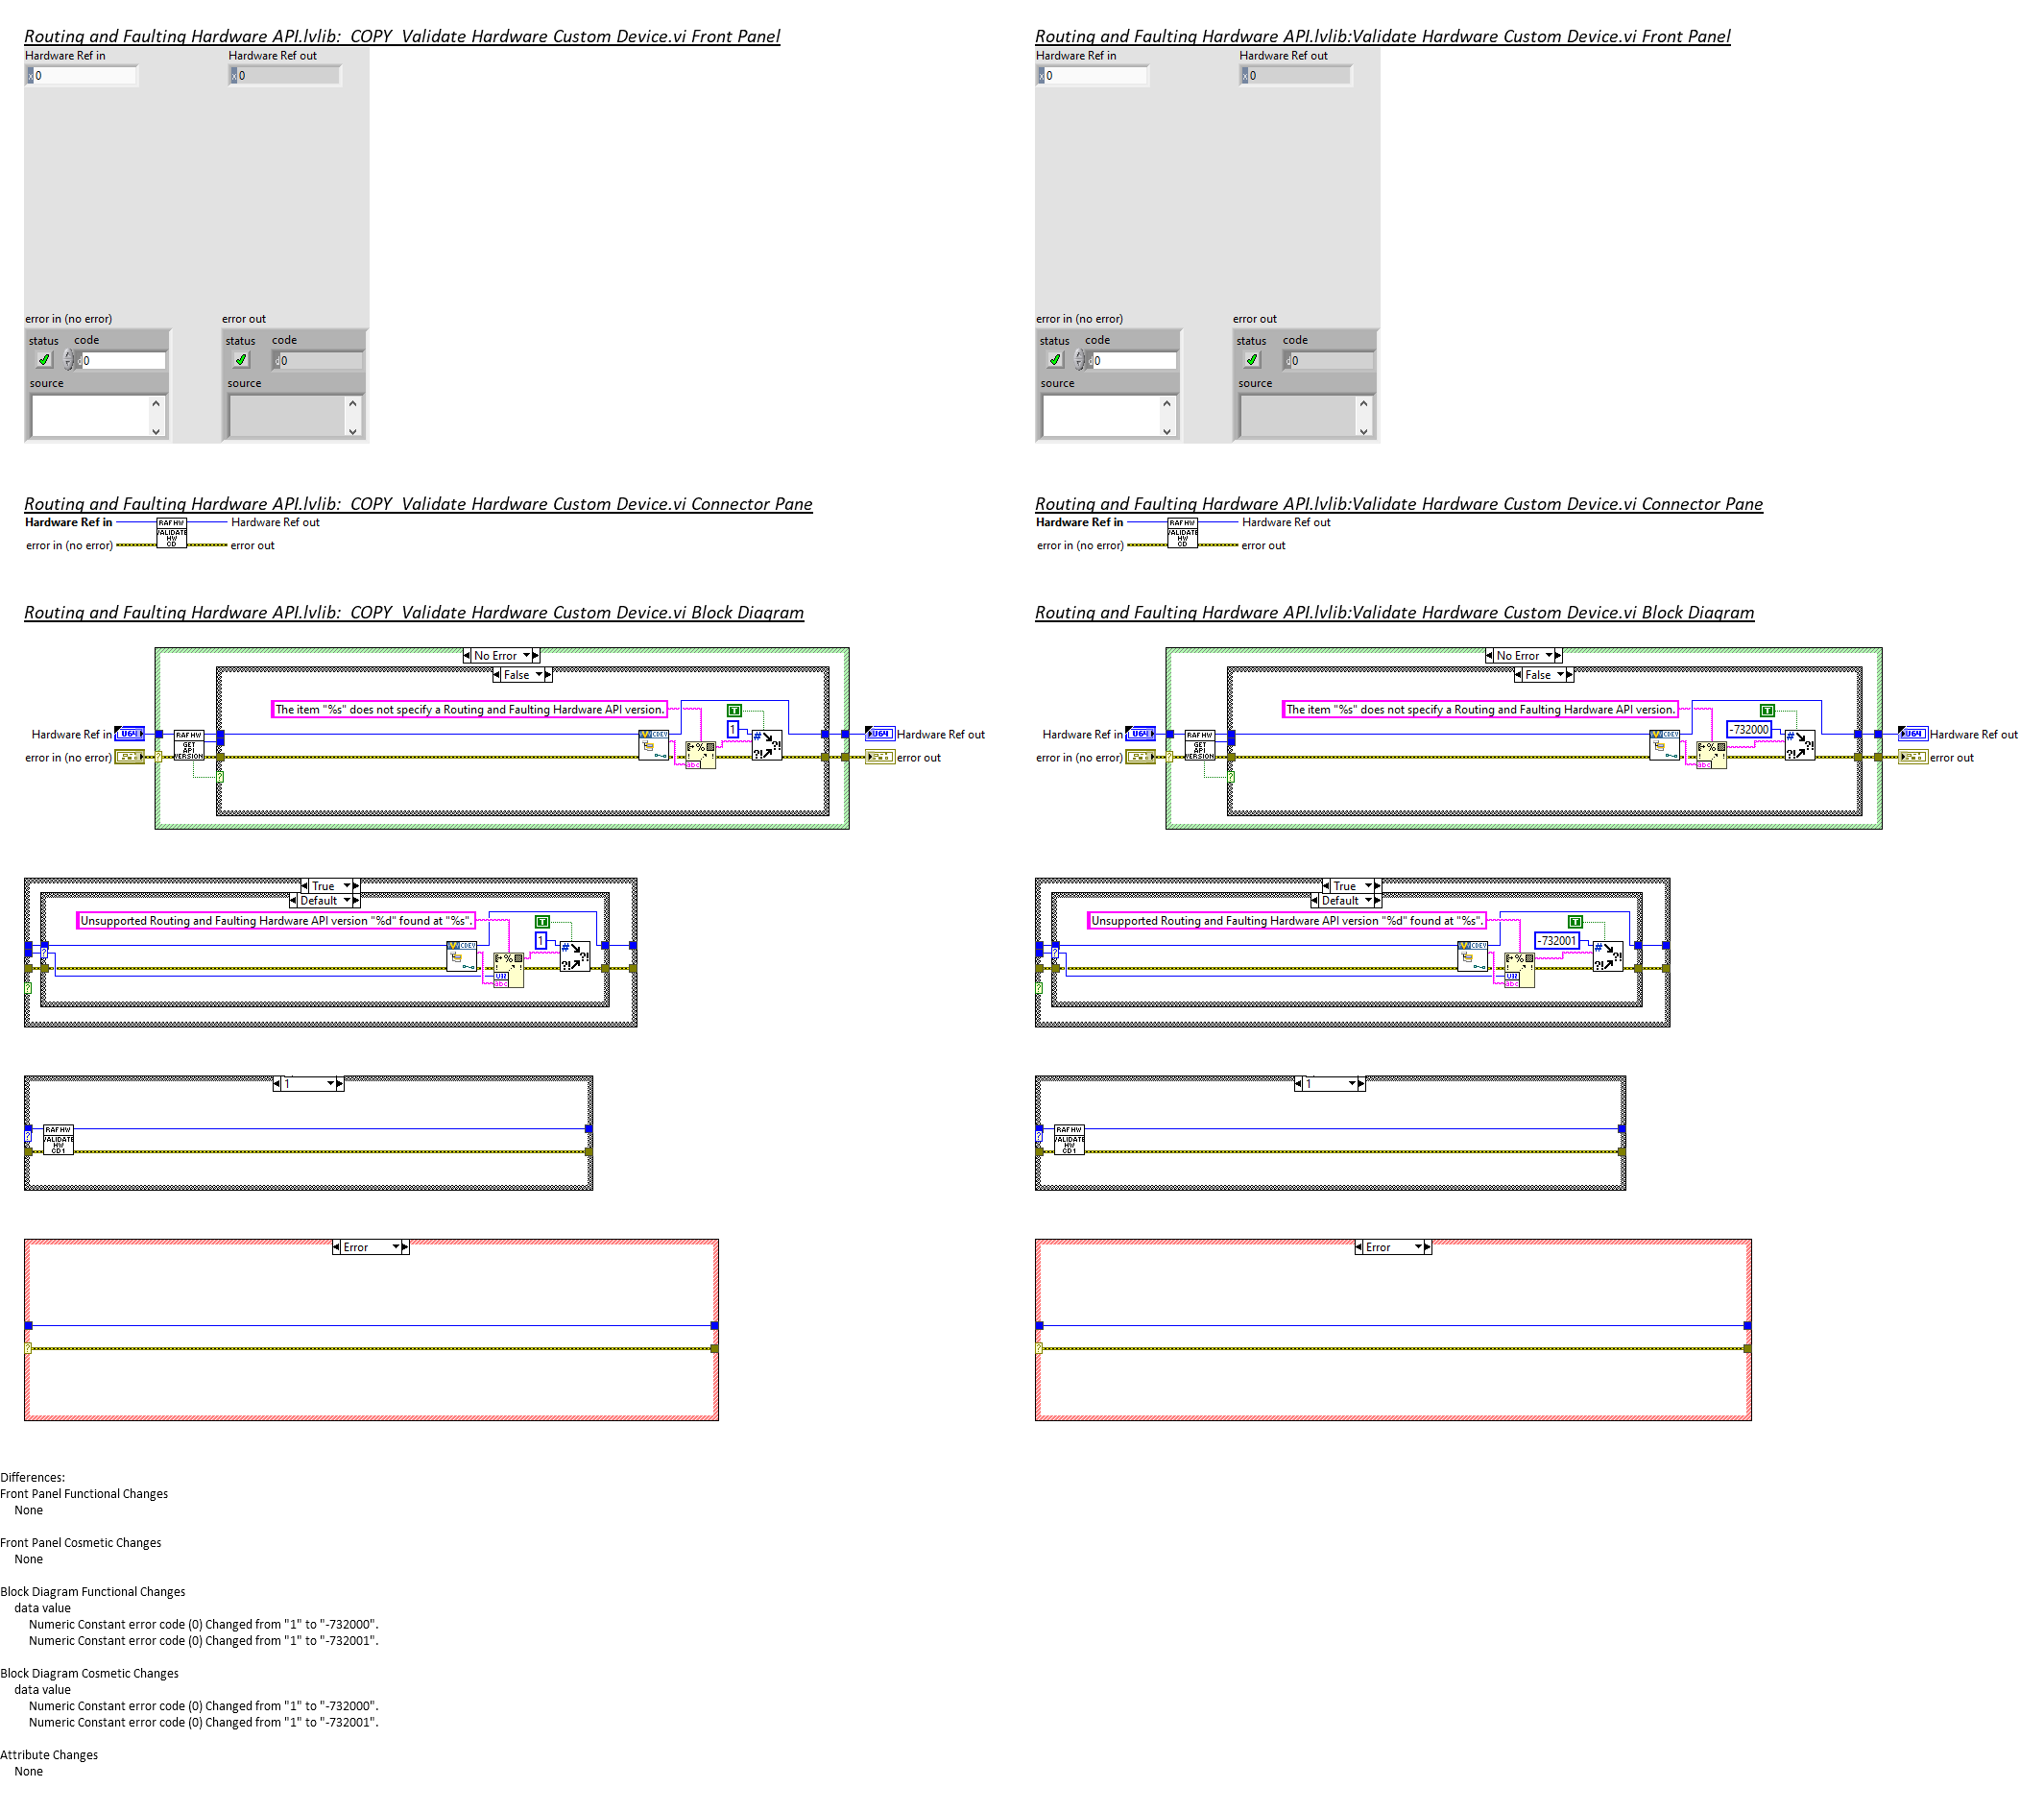 Routing and Faulting Hardware API.lvlib:  COPY  Validate Hardware Custom Device.vi Front Panel
Hardware Ref in
Hardware Ref out
x 0
x 0
error in (no error)
error out
status
code
status
code
d 0
d 0
source
source
Routing and Faulting Hardware API.lvlib:Validate Hardware Custom Device.vi Front Panel
Hardware Ref in
Hardware Ref out
x 0
x 0
error in (no error)
error out
status
code
status
code
d 0
d 0
source
source
Routing and Faulting Hardware API.lvlib:  COPY  Validate Hardware Custom Device.vi Connector Pane
Hardware Ref in
RAF HW
VALIDATE
HW
CD
Hardware Ref out
error in (no error)
error out
Routing and Faulting Hardware API.lvlib:Validate Hardware Custom Device.vi Connector Pane
Hardware Ref in
RAF HW
VALIDATE
HW
CD
Hardware Ref out
error in (no error)
error out
Routing and Faulting Hardware API.lvlib:  COPY  Validate Hardware Custom Device.vi Block Diagram
No Error
False
The item "%s" does not specify a Routing and Faulting Hardware API version.
T
1
Hardware Ref in
U64
RAF HW
GET
API
VERSION
CDEV
abc
U64
Hardware Ref out
error in (no error)
error out
True
Default
Unsupported Routing and Faulting Hardware API version "%d" found at "%s".
T
1
CDEV
U32
abc
1
RAF HW
VALIDATE
HW
CD1
Error
Routing and Faulting Hardware API.lvlib:Validate Hardware Custom Device.vi Block Diagram
No Error
False
The item "%s" does not specify a Routing and Faulting Hardware API version.
T
-732000
Hardware Ref in
U64
RAF HW
GET
API
VERSION
CDEV
abc
U64
Hardware Ref out
error in (no error)
error out
True
Default
Unsupported Routing and Faulting Hardware API version "%d" found at "%s".
T
-732001
CDEV
U32
abc
1
RAF HW
VALIDATE
HW
CD1
Error
Differences:
Front Panel Functional Changes
None
Front Panel Cosmetic Changes
None
Block Diagram Functional Changes
data value
Numeric Constant error code (0) Changed from "1" to "-732000".
Numeric Constant error code (0) Changed from "1" to "-732001".
Block Diagram Cosmetic Changes
data value
Numeric Constant error code (0) Changed from "1" to "-732000".
Numeric Constant error code (0) Changed from "1" to "-732001".
Attribute Changes
None